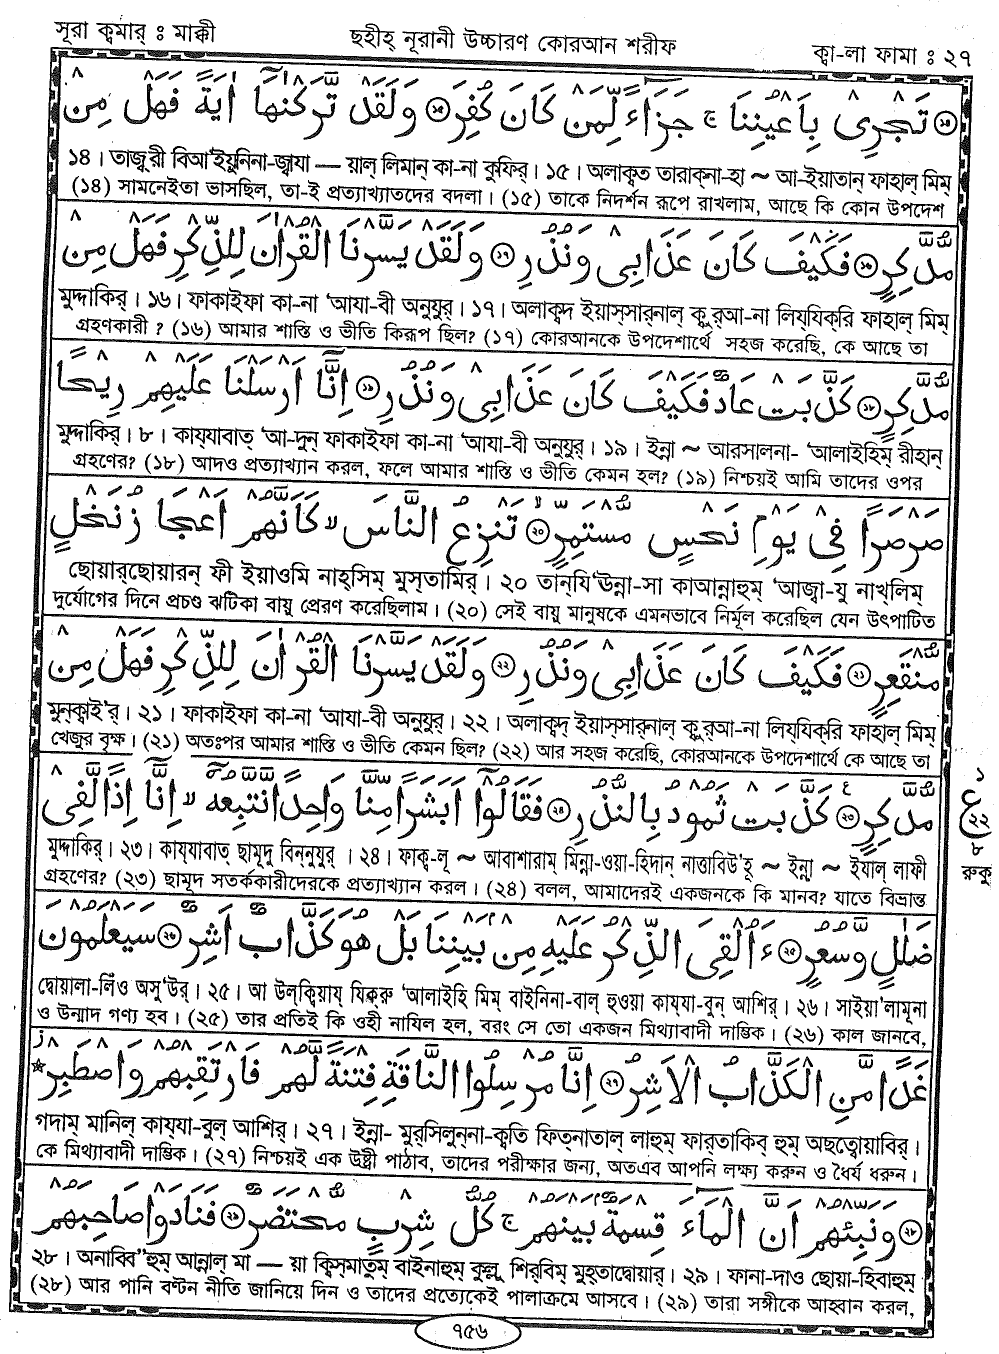 সূরা ক্বমার্ ঃ মাক্কী
ছহীহ্ নূরানী উচ্চারণ কোরআন শরীফ
ক্বা-লা ফামা ঃ ২৭
تَجْرِىْ بِاَعْيُنِنَا ج جَزَآءً لِّمَنْ كَانَ كُفِرَ ⑮ وَلَقَدْ تَّرَكْنٰهَآ اٰيَةً فَهَلْ مِنْ
১৪। তাজ্বরী বিআ'ইয়ুনিনা-জ্বাযা — য়াল্ লিমান্ কা-না কুফির্। ১৫। অলাক্বত তারাক্না-হা ~ আ-ইয়াতান্ ফাহাল্ মিম্
(১৪) সামনেইতা ভাসছিল, তা-ই প্রত্যাখ্যাতদের বদলা। (১৫) তাকে নিদর্শন রূপে রাখলাম, আছে কি কোন উপদেশ
مُّدَّكِرٍ فَكَيْفَ كَانَ عَذَابِىْ وَنُذُرِ وَلَقَدْ يَسَّرْنَا الْقُرْاٰنَ لِلذِّكْرِ فَهَلْ مِنْ
মুদ্দাকির্। ১৬। ফাকাইফা কা-না 'আযা-বী অনুযুর্। ১৭। অলাক্বদ্ ইয়াস্সার্নাল্ ক্বুর্আ-না লিয্যিক্রি ফাহাল্ মিম্
গ্রহণকারী ? (১৬) আমার শাস্তি ও ভীতি কিরূপ ছিল? (১৭) কোরআনকে উপদেশার্থে সহজ করেছি, কে আছে তা
مُّدَّكِرٍ كَذَّبَتْ عَادٌ فَكَيْفَ كَانَ عَذَابِىْ وَنُذُرِ اِنَّآ اَرْسَلْنَا عَلَيْهِمْ رِيْحًا
মুদ্দাকির্। ৮। কায্যাবাত্ 'আ-দুন্ ফাকাইফা কা-না 'আযা-বী অনুযুর্। ১৯। ইন্না ~ আরসালনা- 'আলাইহিম্ রীহান্
গ্রহণের? (১৮) আদও প্রত্যাখ্যান করল, ফলে আমার শাস্তি ও ভীতি কেমন হল? (১৯) নিশ্চয়ই আমি তাদের ওপর
صَرْصَرًا فِىْ يَوْمِ نَحْسٍ مُّسْتَمِرٍّ تَنْزِعُ النَّاسَ لا كَاَنَّهُمْ اَعْجَازُ نَخْلٍ
ছোয়ার্ছোয়ারন্ ফী ইয়াওমি নাহ্সিম্ মুস্তামির্। ২০ তান্যি'উন্না-সা কাআন্নাহুম্ 'আজ্বা-যু নাখ্লিম্
দুর্যোগের দিনে প্রচণ্ড ঝটিকা বায়ু প্রেরণ করেছিলাম। (২০) সেই বায়ু মানুষকে এমনভাবে নির্মূল করেছিল যেন উৎপাটিত
مُّنْقَعِرٍ فَكَيْفَ كَانَ عَذَابِىْ وَنُذُرِ وَلَقَدْ يَسَّرْنَا الْقُرْاٰنَ لِلذِّكْرِ فَهَلْ مِنْ
মুন্ক্বাই'র্। ২১। ফাকাইফা কা-না 'আযা-বী অনুযুর্। ২২। অলাক্বদ্ ইয়াস্সার্নাল্ ক্বুর্আ-না লিয্যিক্রি ফাহাল্ মিম্
খেজুর বৃক্ষ। (২১) অতঃপর আমার শাস্তি ও ভীতি কেমন ছিল? (২২) আর সহজ করেছি, কোরআনকে উপদেশার্থে কে আছে তা
مُّدَّكِرٍ كَذَّبَتْ ثَمُوْدُ بِالنُّذُرِ فَقَالُوْٓا اَبَشَرًا مِّنَّا وَاحِدًا نَّتَّبِعُهٗٓ لا اِنَّآ اِذًا لَّفِىْ
১
ع
২২
৮
রুকু
মুদ্দাকির্। ২৩। কায্যাবাত্ ছামূদু বিন্নুযুর্। ২৪। ফাক্ব-লূ ~ আবাশারাম্ মিন্না-ওয়া-হিদান্ নাত্তাবিউ'হূ ~ ইন্না ~ ইযাল্ লাফী
গ্রহণের? (২৩) ছামূদ সতর্ককারীদেরকে প্রত্যাখ্যান করল। (২৪) বলল, আমাদেরই একজনকে কি মানব? যাতে বিভ্রান্ত
ضَلٰلٍ وَّسُعُرٍ ءَاُلْقِىَ الذِّكْرُ عَلَيْهِ مِنْ بَيْنِنَا بَلْ هُوَ كَذَّابٌ اَشِرٌ سَيَعْلَمُوْنَ
দ্বোয়ালা-লিঁও অসু'উর্। ২৫। আ উল্ক্বিয়ায্ যিক্রু 'আলাইহি মিম্ বাইনিনা-বাল্ হুওয়া কায্যা-বুন্ আশির্। ২৬। সাইয়া'লামূনা
ও উন্মাদ গণ্য হব। (২৫) তার প্রতিই কি ওহী নাযিল হল, বরং সে তো একজন মিথ্যাবাদী দাম্ভিক। (২৬) কাল জানবে,
غَدًا مَّنِ الْكَذَّابُ الْاَشِرُ اِنَّا مُرْسِلُوا النَّاقَةِ فِتْنَةً لَّهُمْ فَارْتَقِبْهُمْ وَاصْطَبِرْ
গদাম্ মানিল্ কায্যা-বুল্ আশির্। ২৭। ইন্না- মুর্সিলুন্না-ক্বতি ফিত্নাতাল্ লাহুম্ ফার্তাকিব্ হুম্ অছত্বোয়াবির্।
কে মিথ্যাবাদী দাম্ভিক। (২৭) নিশ্চয়ই এক উষ্ট্রী পাঠাব, তাদের পরীক্ষার জন্য, অতএব আপনি লক্ষ্য করুন ও ধৈর্য ধরুন।
وَنَبِّئْهُمْ اَنَّ الْمَآءَ قِسْمَةٌۢ بَيْنَهُمْ ج كُلُّ شِرْبٍ مُّحْتَضَرٌ فَنَادَوْا صَاحِبَهُمْ
২৮। অনাব্বি"হুম্ আন্নাল্ মা — য়া ক্বিস্মাতুম্ বাইনাহুম্ কুল্লু শির্বিম্ মুহ্তাদ্বোয়ার্। ২৯। ফানা-দাও ছোয়া-হিবাহুম্
(২৮) আর পানি বণ্টন নীতি জানিয়ে দিন ও তাদের প্রত্যেকেই পালাক্রমে আসবে। (২৯) তারা সঙ্গীকে আহ্বান করল,
৭৫৬